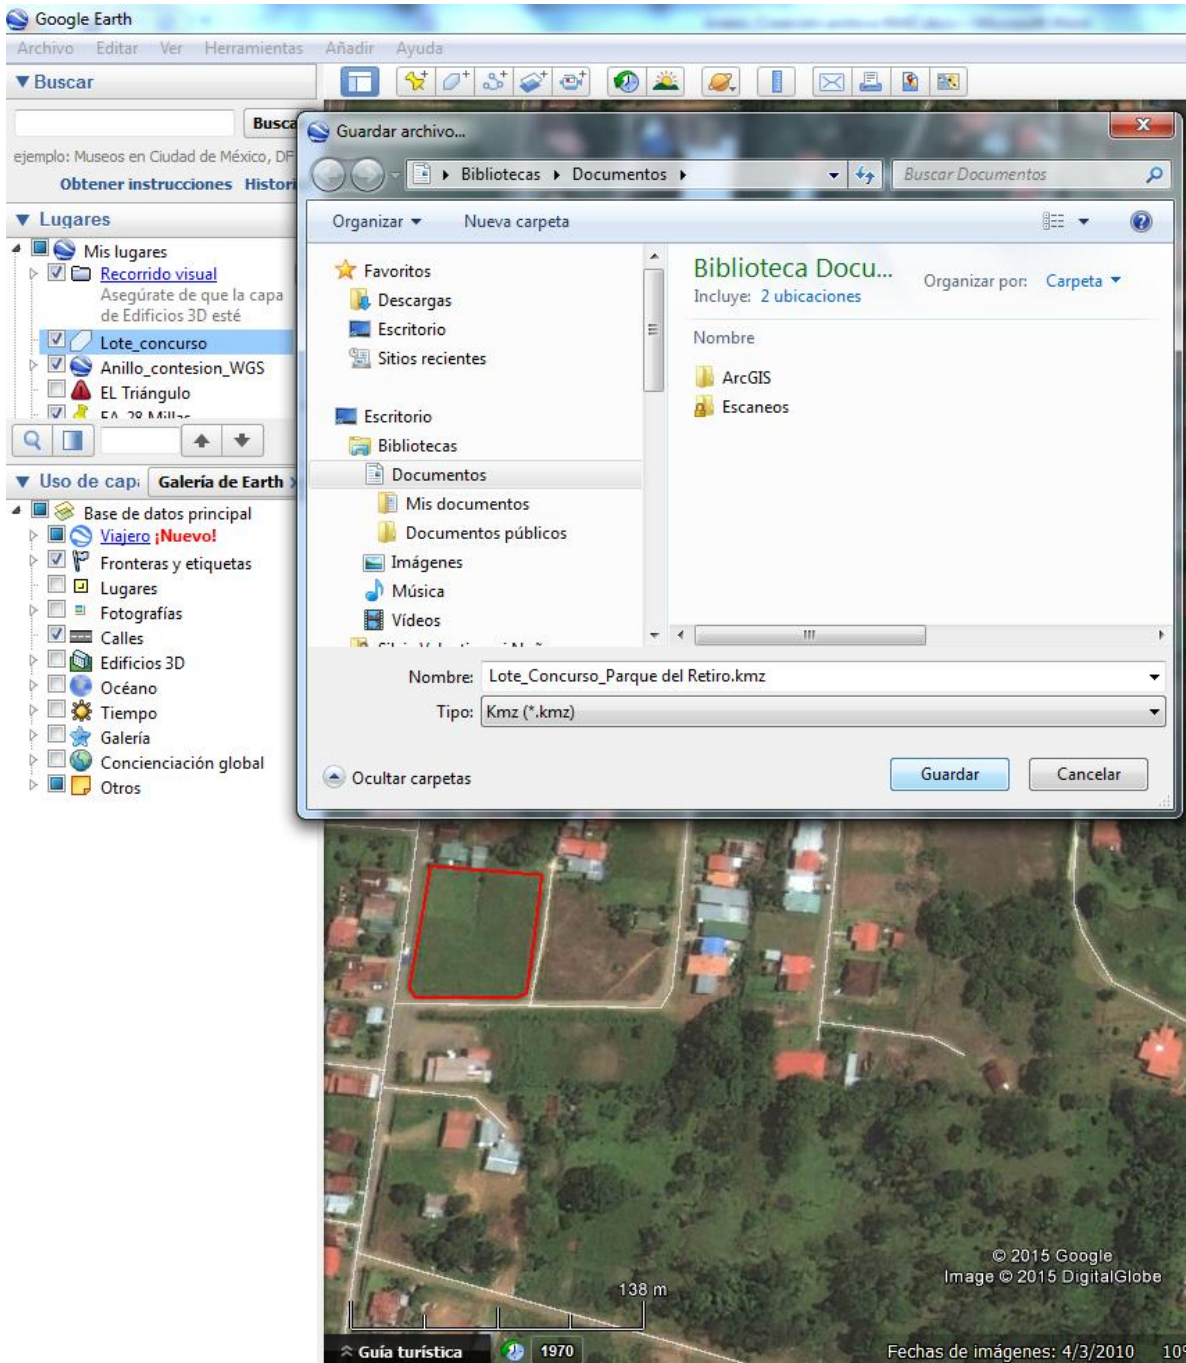 Google Earth
Archivo Editar Ver Herramientas Añadir Ayuda
Buscar
Busca
ejemplo: Museos en Ciudad de México, DF
Obtener instrucciones Histori
Lugares
Mis lugares
Recorrido visual
Asegúrate de que la capa
de Edificios 3D esté
Lote_concurso
Anillo_contesion_WGS
EL Triángulo
EA_28 Millas
Uso de cap Galería de Earth
Base de datos principal
Viajero ¡Nuevo!
Fronteras y etiquetas
Lugares
Fotografías
Calles
Edificios 3D
Océano
Tiempo
Galería
Concienciación global
Otros
Guardar archivo...
Bibliotecas Documentos
Buscar Documentos
Organizar Nueva carpeta
Favoritos
Descargas
Escritorio
Sitios recientes
Escritorio
Bibliotecas
Documentos
Mis documentos
Documentos públicos
Imágenes
Música
Vídeos
Biblioteca Docu...
Incluye: 2 ubicaciones
Organizar por: Carpeta
Nombre
ArcGIS
Escaneos
Nombre: Lote_Concurso_Parque del Retiro.kmz
Tipo: Kmz (*.kmz)
Ocultar carpetas
Guardar Cancelar
© 2015 Google
Image © 2015 DigitalGlobe
138 m
Guía turística 1970 Fechas de imágenes: 4/3/2010 10°